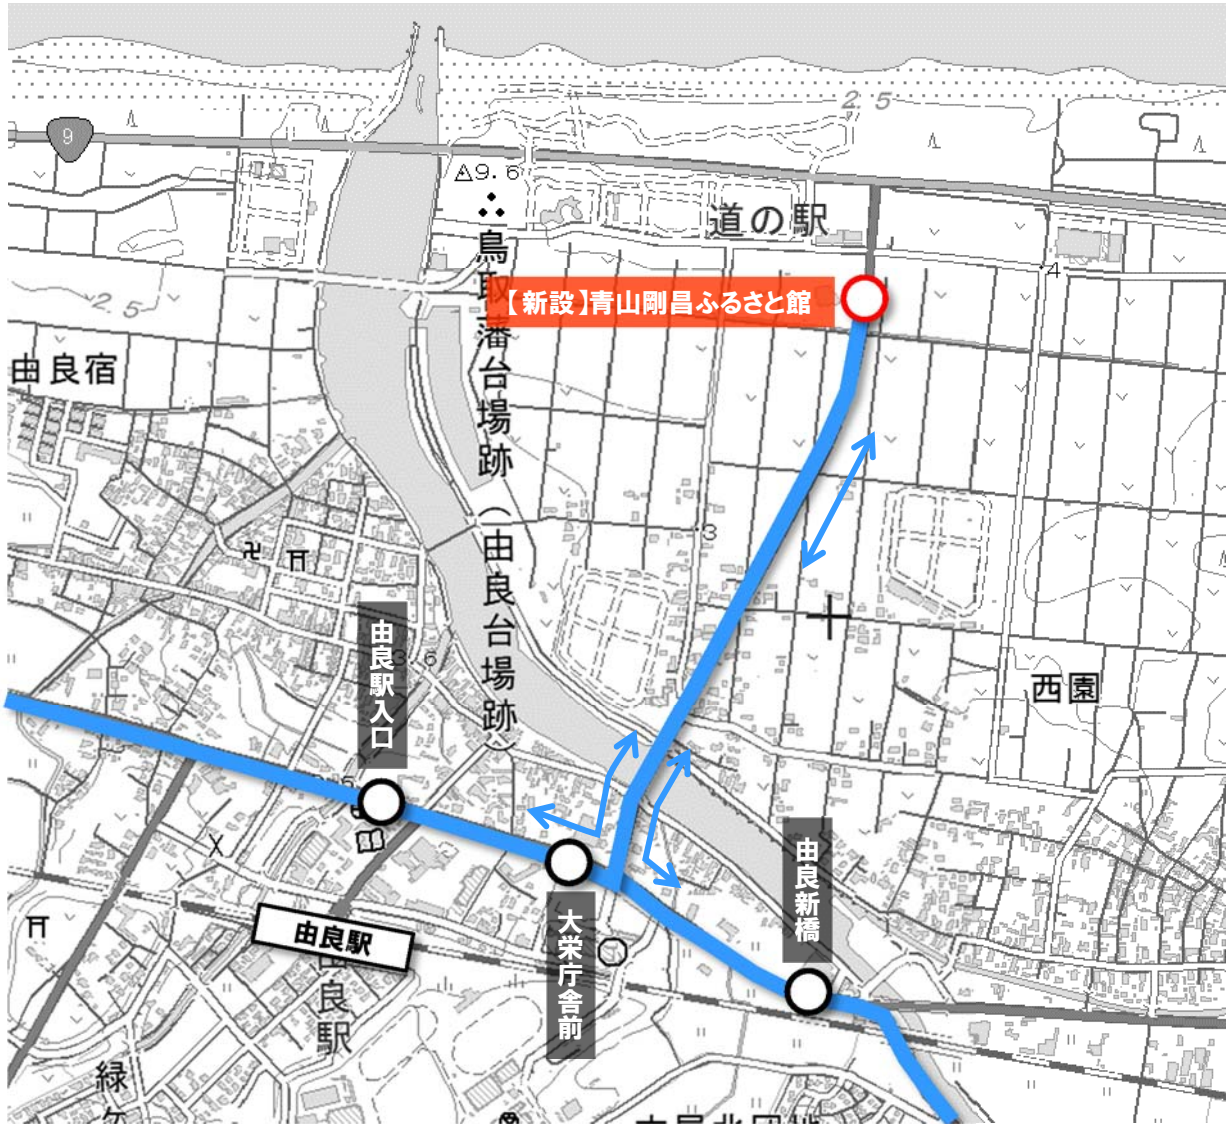 2.5
9
9.6
道の駅
鳥取藩台場跡(由良台場跡)
4
【新設】青山剛昌ふるさと館
2.5
由良宿
3
由良駅入口
3.6
西園
由良新橋
大栄庁舎前
由良駅
良駅
緑ケ